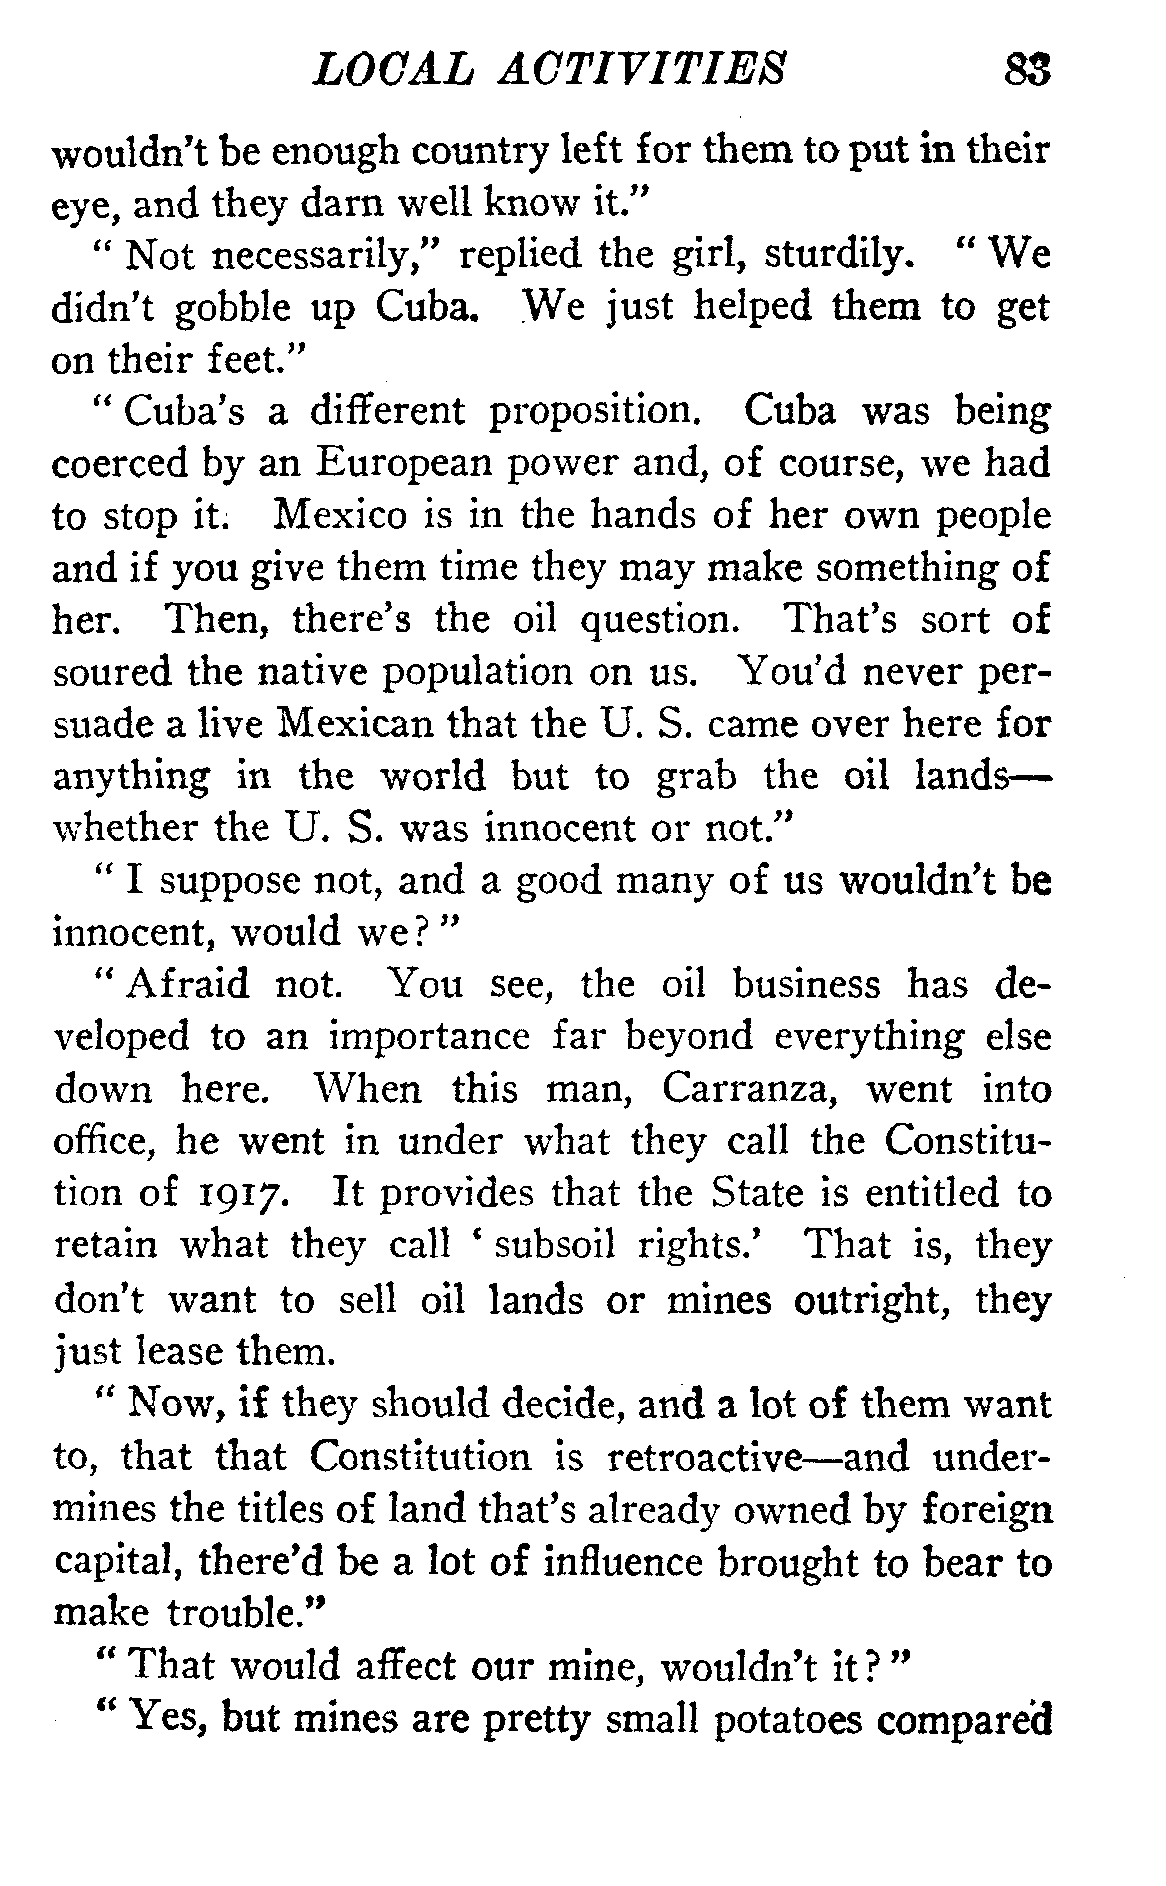 LOCAL ACTIVITIES 83
wouldn't be enough country left for them to put in their
eye, and they darn well know it."
" Not necessarily," replied the girl, sturdily. " We
didn't gobble up Cuba. We just helped them to get
on their feet."
" Cuba's a different proposition. Cuba was being
coerced by an European power and, of course, we had
to stop it. Mexico is in the hands of her own people
and if you give them time they may make something of
her. Then, there's the oil question. That's sort of
soured the native population on us. You'd never per-
suade a live Mexican that the U. S. came over here for
anything in the world but to grab the oil lands—
whether the U. S. was innocent or not."
" I suppose not, and a good many of us wouldn't be
innocent, would we? "
" Afraid not. You see, the oil business has de-
veloped to an importance far beyond everything else
down here. When this man, Carranza, went into
office, he went in under what they call the Constitu-
tion of 1917. It provides that the State is entitled to
retain what they call ' subsoil rights.' That is, they
don't want to sell oil lands or mines outright, they
just lease them.
" Now, if they should decide, and a lot of them want
to, that that Constitution is retroactive—and under-
mines the titles of land that's already owned by foreign
capital, there'd be a lot of influence brought to bear to
make trouble."
" That would affect our mine, wouldn't it? "
" Yes, but mines are pretty small potatoes compared